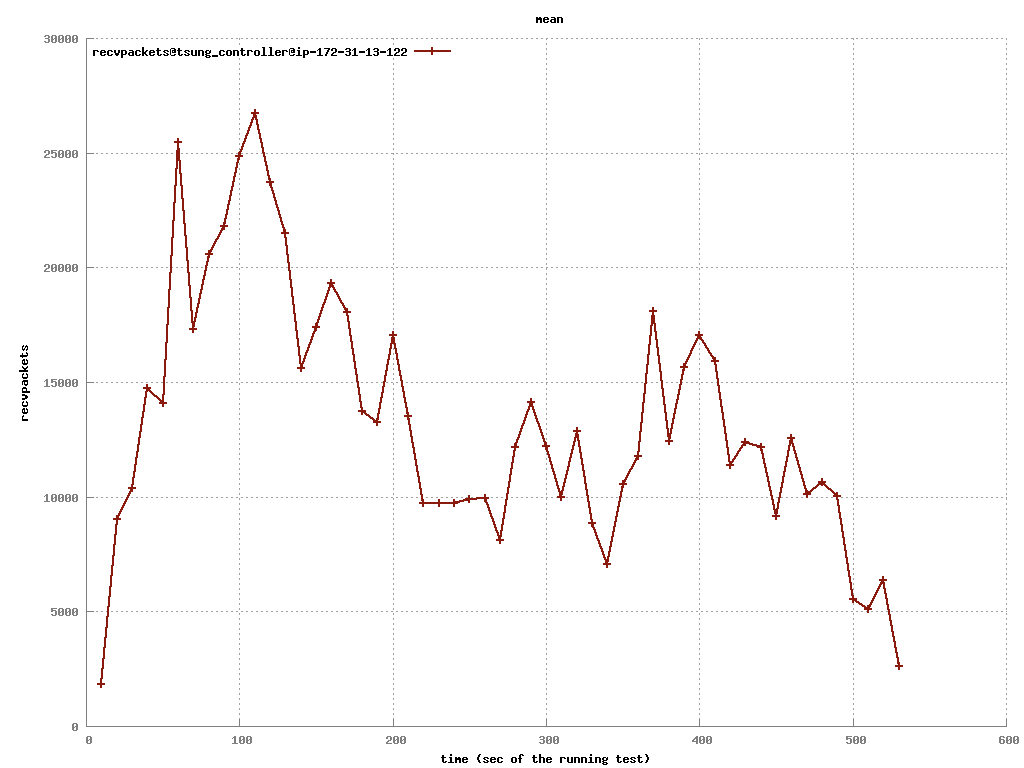 mean
30000
recvpackets@tsung_controller@ip-172-31-13-122
25000
20000
15000
recvpackets
10000
5000
0
0 100 200 300 400 500 600
time (sec of the running test)